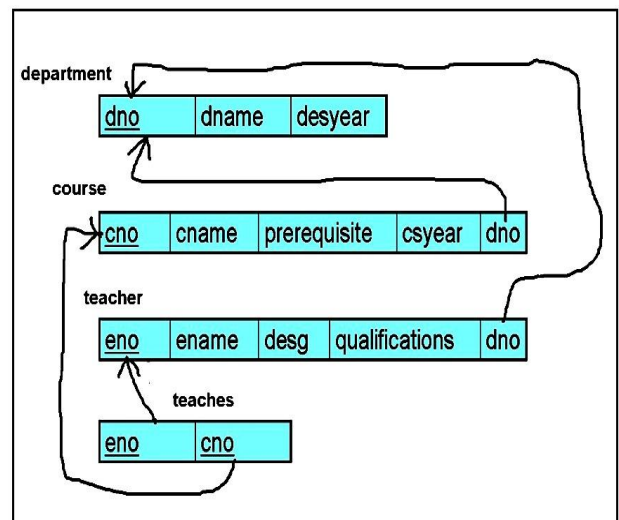 department
dno dname desyear
course
cno cname prerequisite csyear dno
teacher
eno ename desg qualifications dno
teaches
eno cno